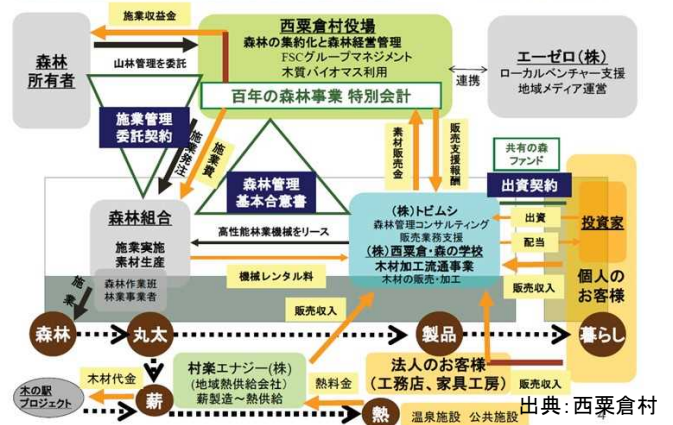 施業収益金
森林
所有者
山林管理を委託
西粟倉村役場
森林の集約化と森林経営管理
FSCグループマネジメント
木質バイオマス利用
百年の森林事業 特別会計
連携
エーゼロ(株)
ローカルベンチャー支援
地域メディア運営
施業管理
委託契約
施業発注
施業費
森林管理
基本合意書
素材販売金
販売支援報酬
共有の森
ファンド
出資契約
森林組合
施業実施
素材生産
森林作業班
林業事業者
高性能林業機械をリース
機械レンタル料
(株)トビムシ
森林管理コンサルティング
販売業務支援
(株)西粟倉・森の学校
木材加工流通事業
木材の販売・加工
出資
配当
投資家
販売収入
個人の
お客様
施業
販売収入
森林
丸太
製品
暮らし
村楽エナジー(株)
(地域熱供給会社)
薪製造~熱供給
法人のお客様
(工務店、家具工房)
木材代金
熱料金
販売収入
木の駅
プロジェクト
薪
熱
温泉施設 公共施設
出典:西粟倉村